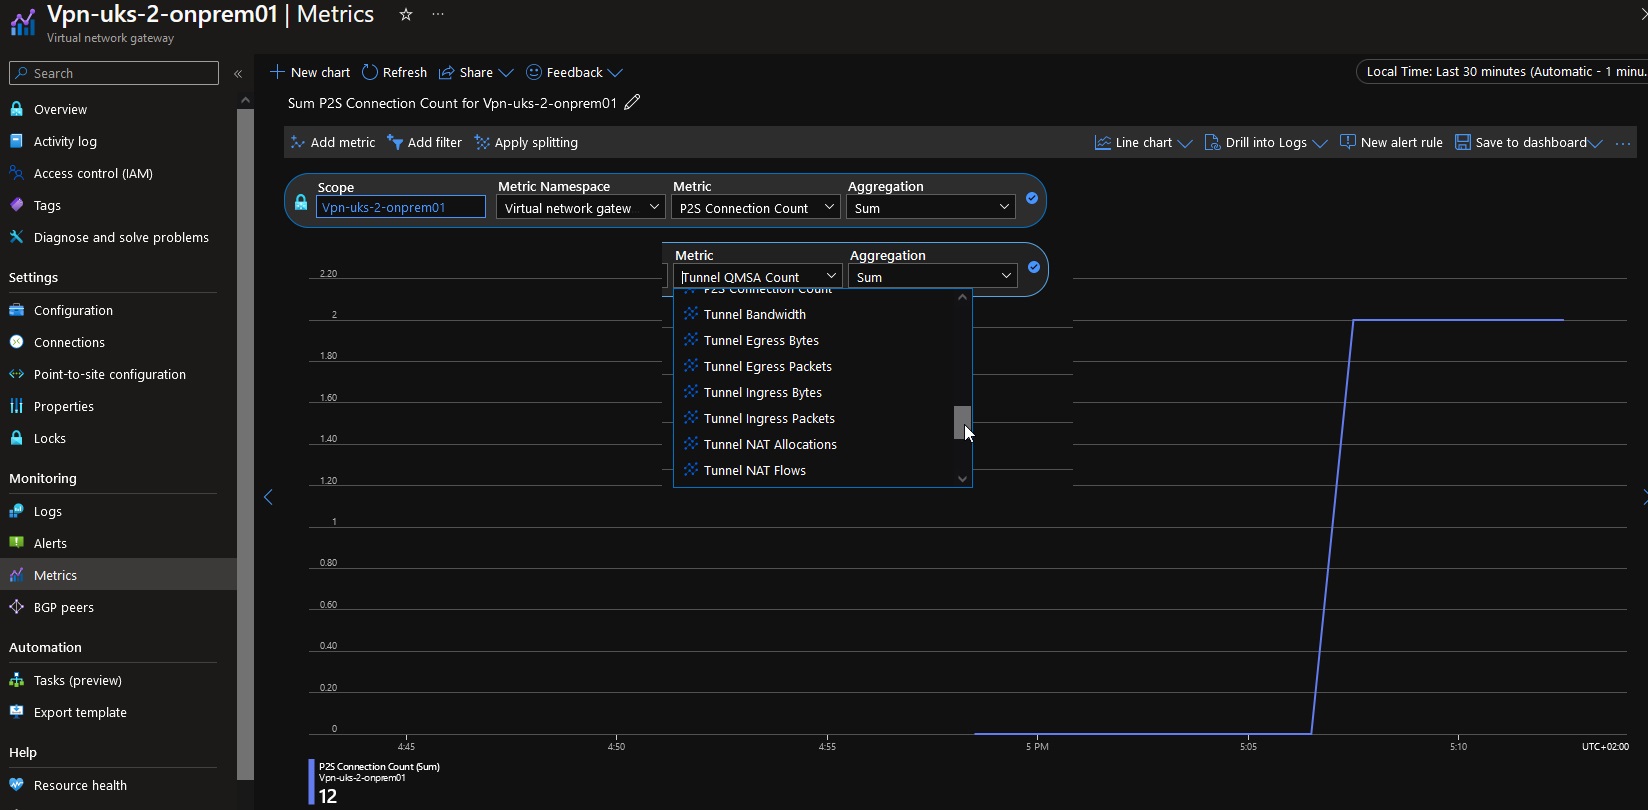 Vpn-uks-2-onprem01 | Metrics ☆ ···
Virtual network gateway
Search
«
Overview
Activity log
Access control (IAM)
Tags
Diagnose and solve problems
Settings
Configuration
Connections
Point-to-site configuration
Properties
Locks
Monitoring
Logs
Alerts
Metrics
BGP peers
Automation
Tasks (preview)
Export template
Help
Resource health
New chart Refresh Share Feedback
Local Time: Last 30 minutes (Automatic - 1 minu.
Sum P2S Connection Count for Vpn-uks-2-onprem01
Add metric Add filter Apply splitting
Line chart Drill into Logs New alert rule Save to dashboard ···
Scope Metric Namespace Metric Aggregation
Vpn-uks-2-onprem01 Virtual network gatew P2S Connection Count Sum
Metric Aggregation
Tunnel QMSA Count Sum
P2S Connection Count
Tunnel Bandwidth
Tunnel Egress Bytes
Tunnel Egress Packets
Tunnel Ingress Bytes
Tunnel Ingress Packets
Tunnel NAT Allocations
Tunnel NAT Flows
2.20
2
1.80
1.60
1.40
1.20
1
0.80
0.60
0.40
0.20
0
4:45 4:50 4:55 5 PM 5:05 5:10 UTC+02:00
P2S Connection Count (Sum)
Vpn-uks-2-onprem01
12